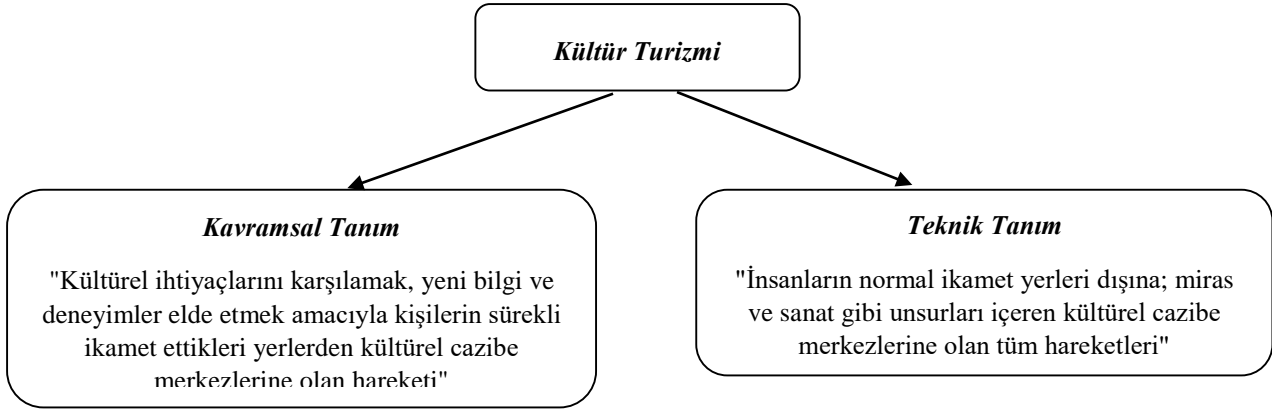 Kültür Turizmi
Kavramsal Tanım
"Kültürel ihtiyaçlarını karşılamak, yeni bilgi ve
deneyimler elde etmek amacıyla kişilerin sürekli
ikamet ettikleri yerlerden kültürel cazibe
merkezlerine olan hareketi"
Teknik Tanım
"İnsanların normal ikamet yerleri dışına; miras
ve sanat gibi unsurları içeren kültürel cazibe
merkezlerine olan tüm hareketleri"